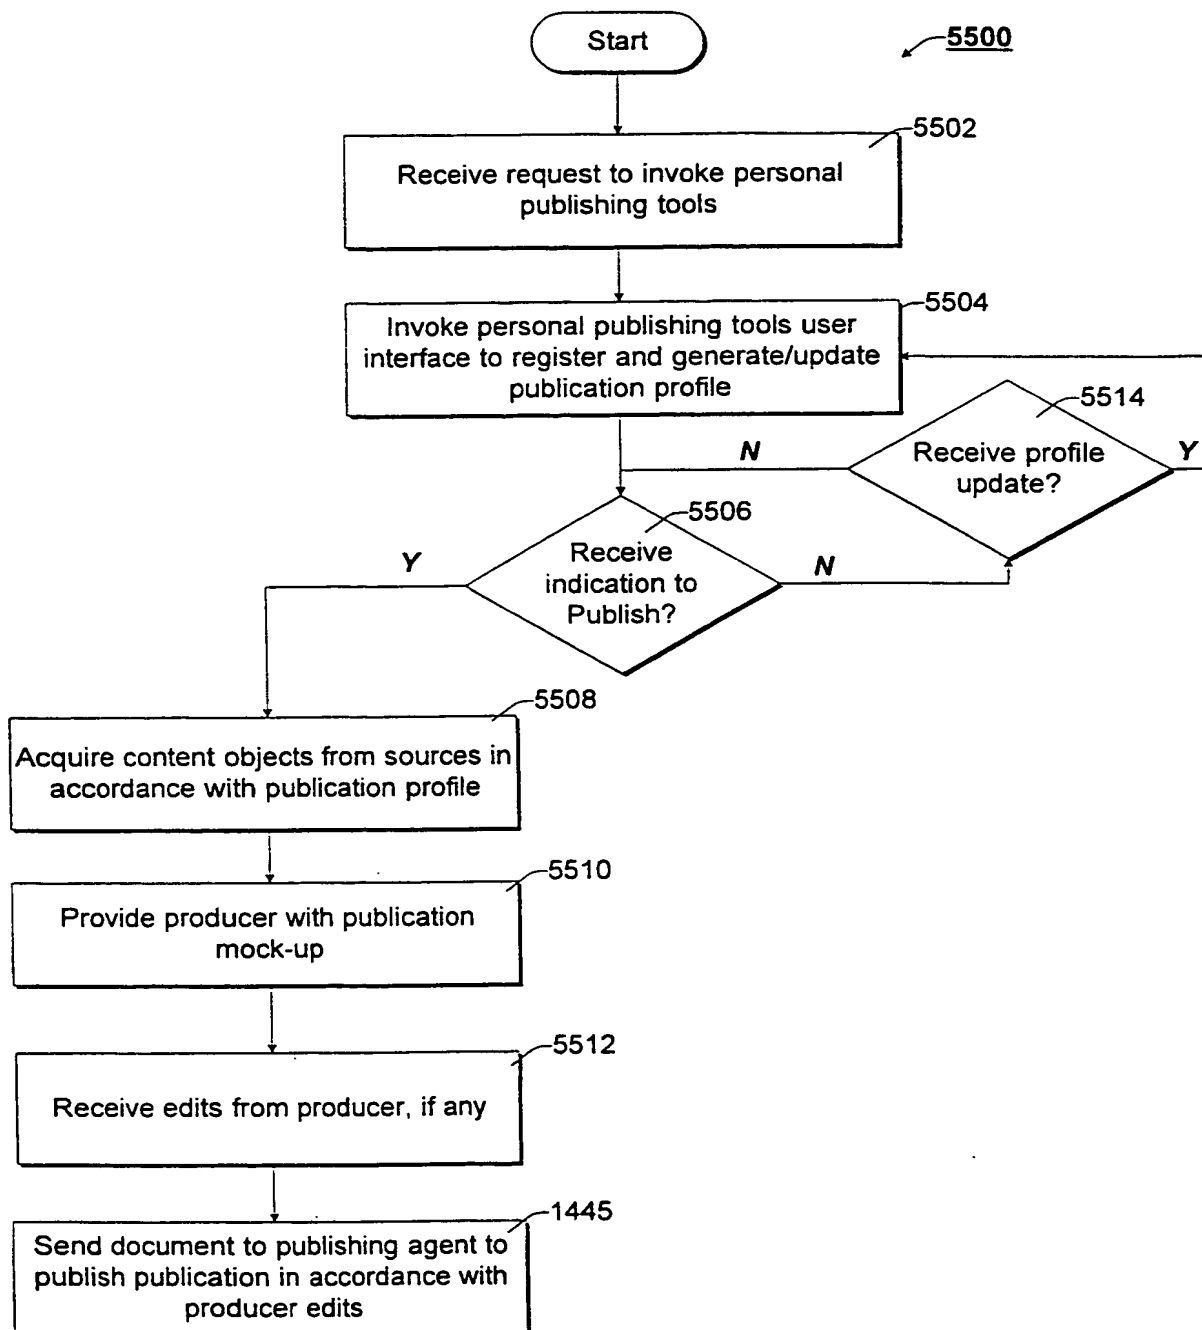 Start
5500
5502
Receive request to invoke personal
publishing tools
5504
Invoke personal publishing tools user
interface to register and generate/update
publication profile
5514
Receive profile
update?
N
Y
5506
Receive
indication to
Publish?
Y
N
5508
Acquire content objects from sources in
accordance with publication profile
5510
Provide producer with publication
mock-up
5512
Receive edits from producer, if any
1445
Send document to publishing agent to
publish publication in accordance with
producer edits